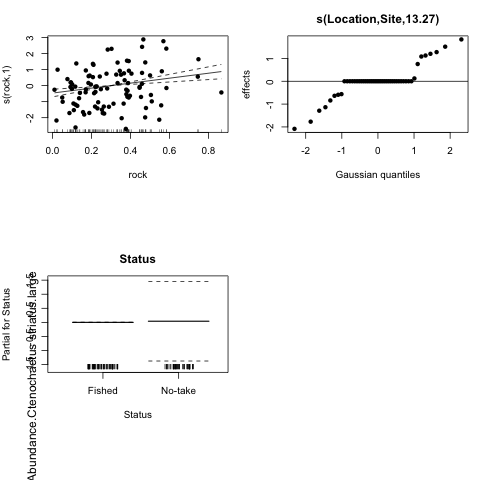 s(rock,1)
3
2
1
0
-2
0.0 0.2 0.4 0.6 0.8
rock
s(Location,Site,13.27)
effects
1
0
-1
-2
-2 -1 0 1 2
Gaussian quantiles
Status
Partial for Status
Abundance.Ctenochaetus striatus.large
Fished No-take
Status